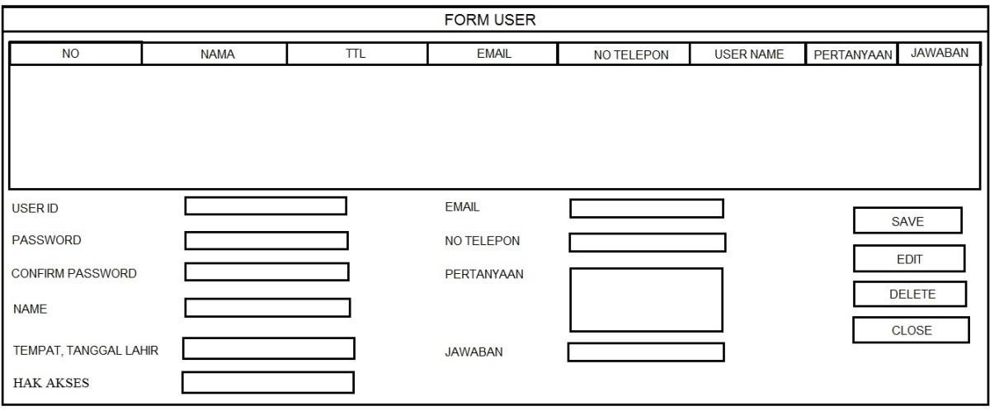 FORM USER
NO NAMA TTL EMAIL NO TELEPON USER NAME PERTANYAAN JAWABAN
USER ID
PASSWORD
CONFIRM PASSWORD
NAME
TEMPAT, TANGGAL LAHIR
HAK AKSES
EMAIL
NO TELEPON
PERTANYAAN
JAWABAN
SAVE
EDIT
DELETE
CLOSE